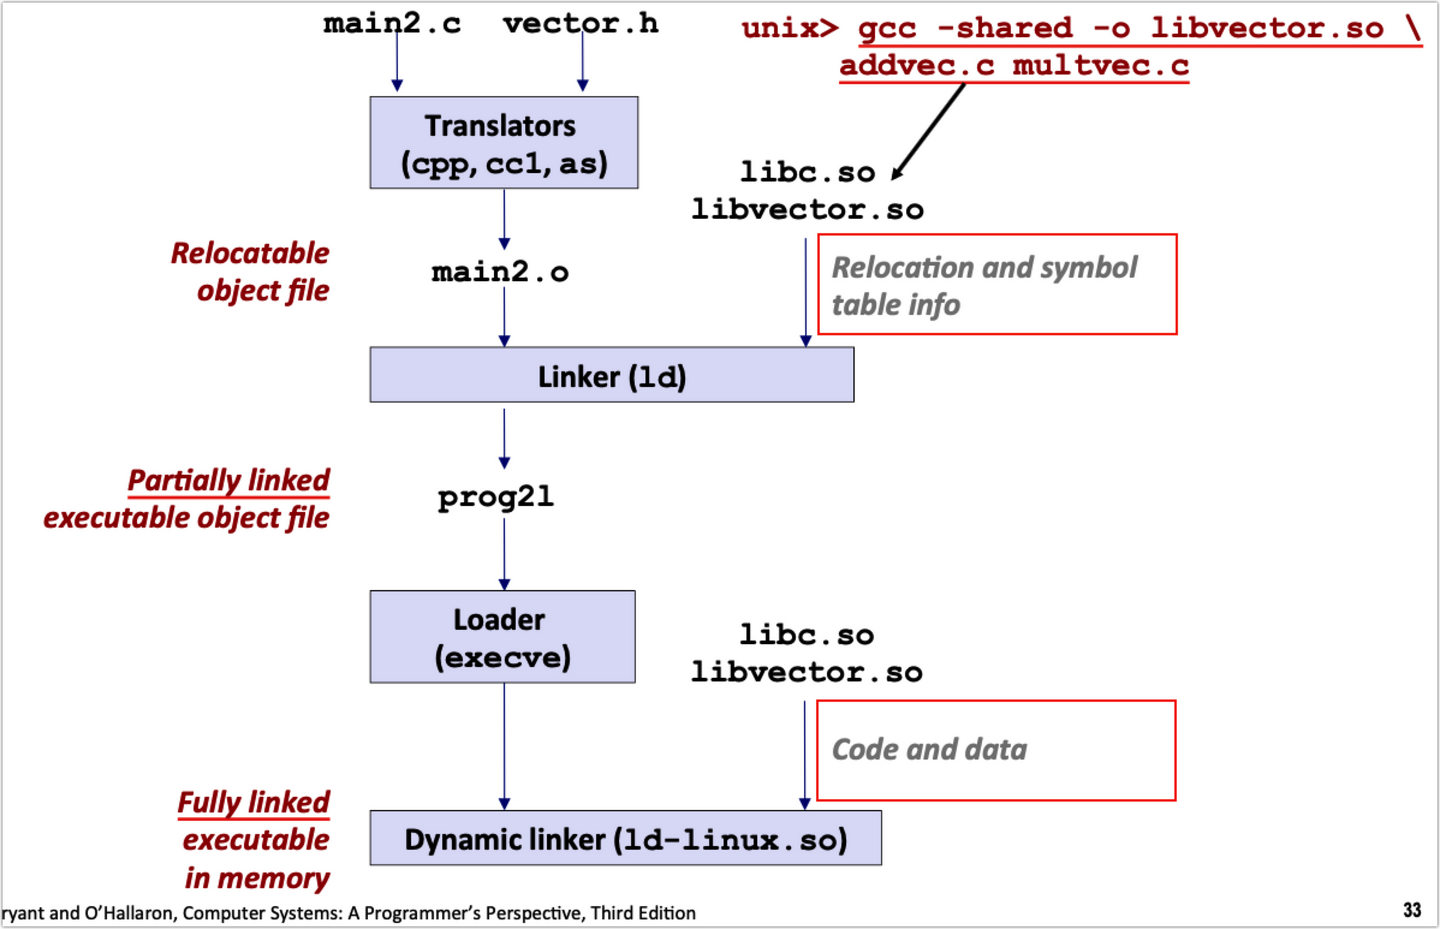 main2.c vector.h
unix> gcc -shared -o libvector.so \
addvec.c multvec.c
Translators
(cpp, cc1, as)
libc.so
libvector.so
Relocatable
object file
main2.o
Relocation and symbol
table info
Linker (ld)
Partially linked
executable object file
prog2l
Loader
(execve)
libc.so
libvector.so
Code and data
Fully linked
executable
in memory
Dynamic linker (ld-linux.so)
ryant and O’Hallaron, Computer Systems: A Programmer’s Perspective, Third Edition
33